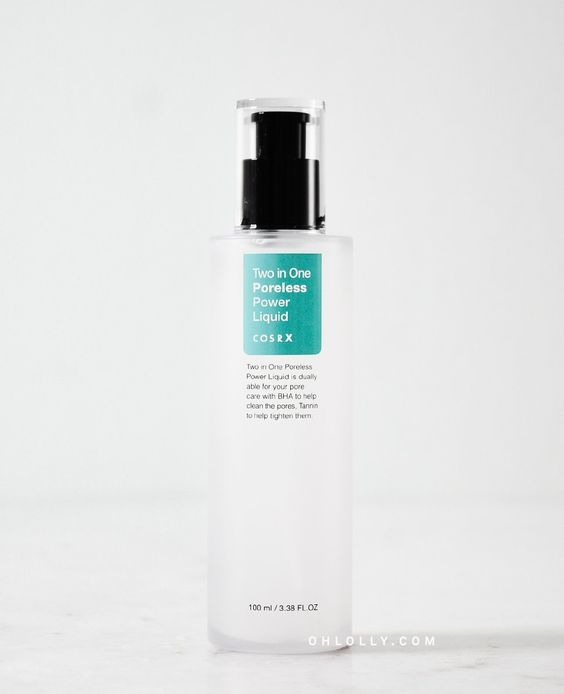 Two in One
Poreless
Power
Liquid
COSRX
Two in One Poreless
Power Liquid is dually
able for your pore
care with BHA to help
clean the pores, Tannin
to help tighten them.
100 ml / 3.38 FL.OZ
OHLOLLY.COM